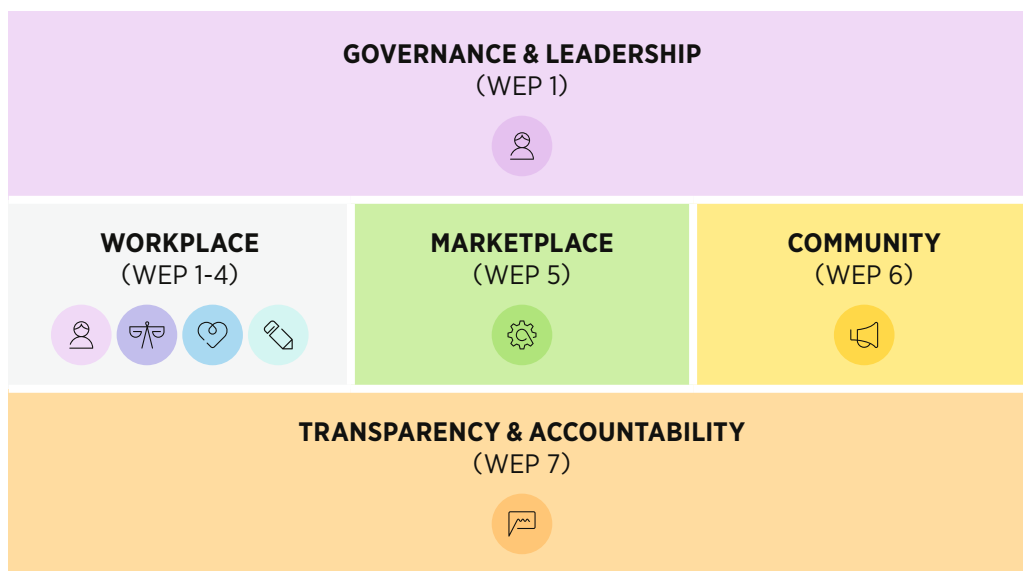 GOVERNANCE & LEADERSHIP
(WEP 1)
WORKPLACE
(WEP 1-4)
MARKETPLACE
(WEP 5)
COMMUNITY
(WEP 6)
TRANSPARENCY & ACCOUNTABILITY
(WEP 7)